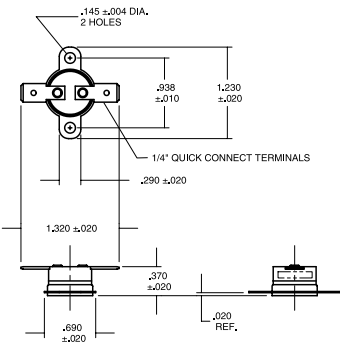 .145 ±.004 DIA.
2 HOLES
.938
±.010
1.230
±.020
1/4" QUICK CONNECT TERMINALS
.290 ±.020
1.320 ±.020
.370
±.020
.020
REF.
.690
±.020